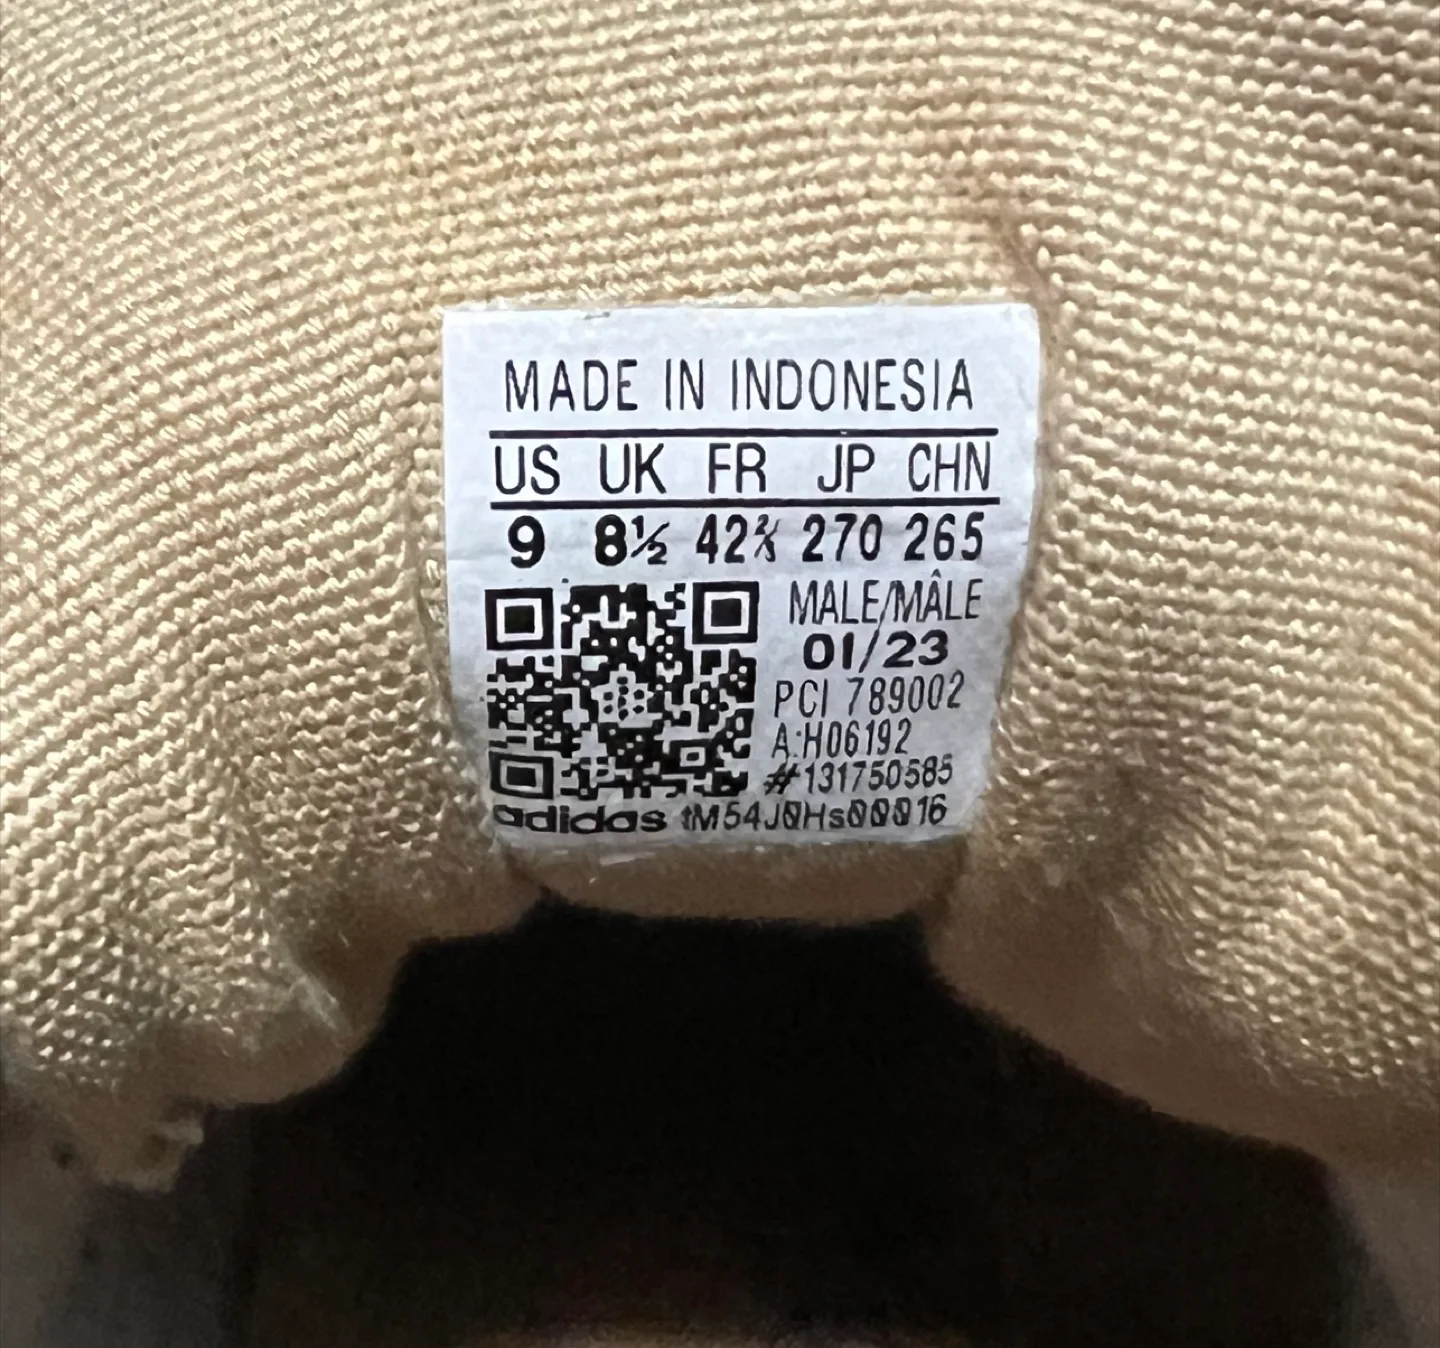 MADE IN INDONESIA
US UK FR JP CHN
9 8½ 42⅔ 270 265
MALE/MÂLE
01/23
PCI 789002
A:H06192
#131750585
adidas tM54J0Hs00016